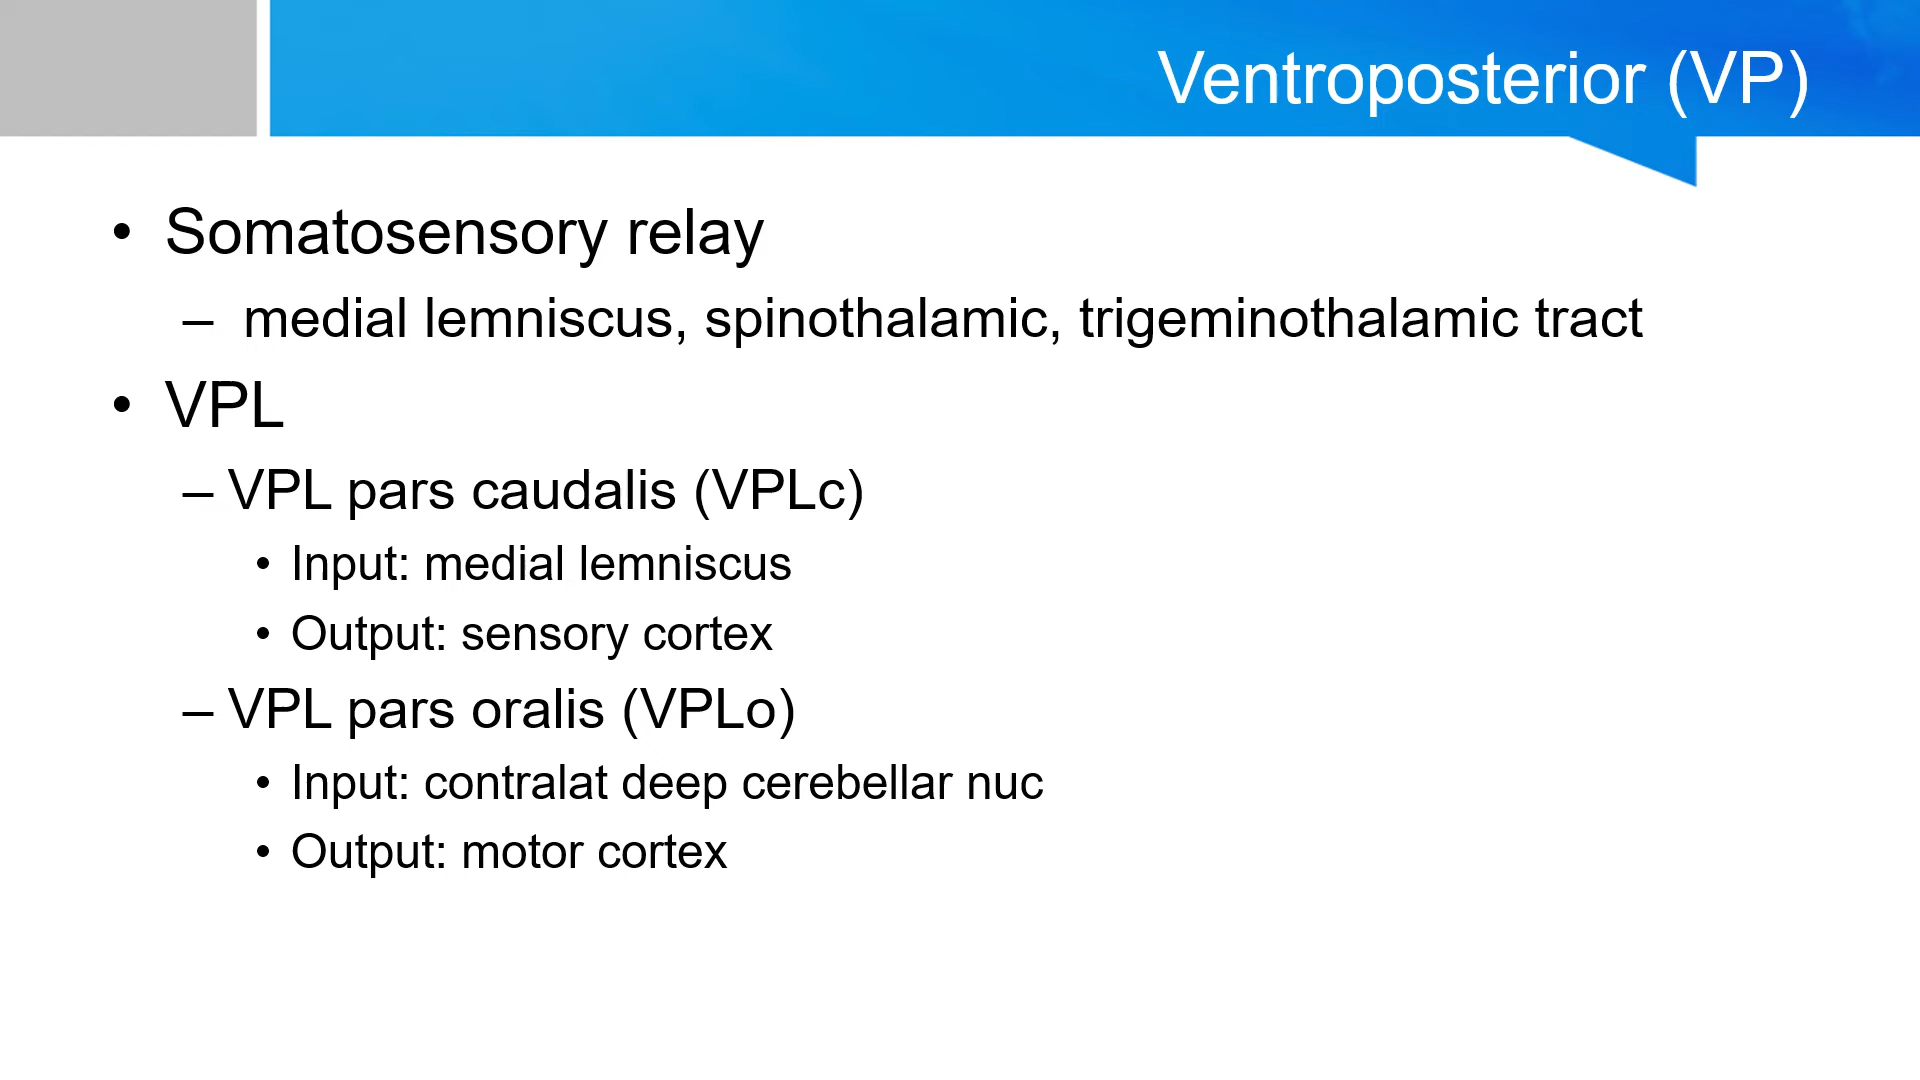 Ventroposterior (VP)
• Somatosensory relay
– medial lemniscus, spinothalamic, trigeminothalamic tract
• VPL
– VPL pars caudalis (VPLc)
• Input: medial lemniscus
• Output: sensory cortex
– VPL pars oralis (VPLo)
• Input: contralat deep cerebellar nuc
• Output: motor cortex